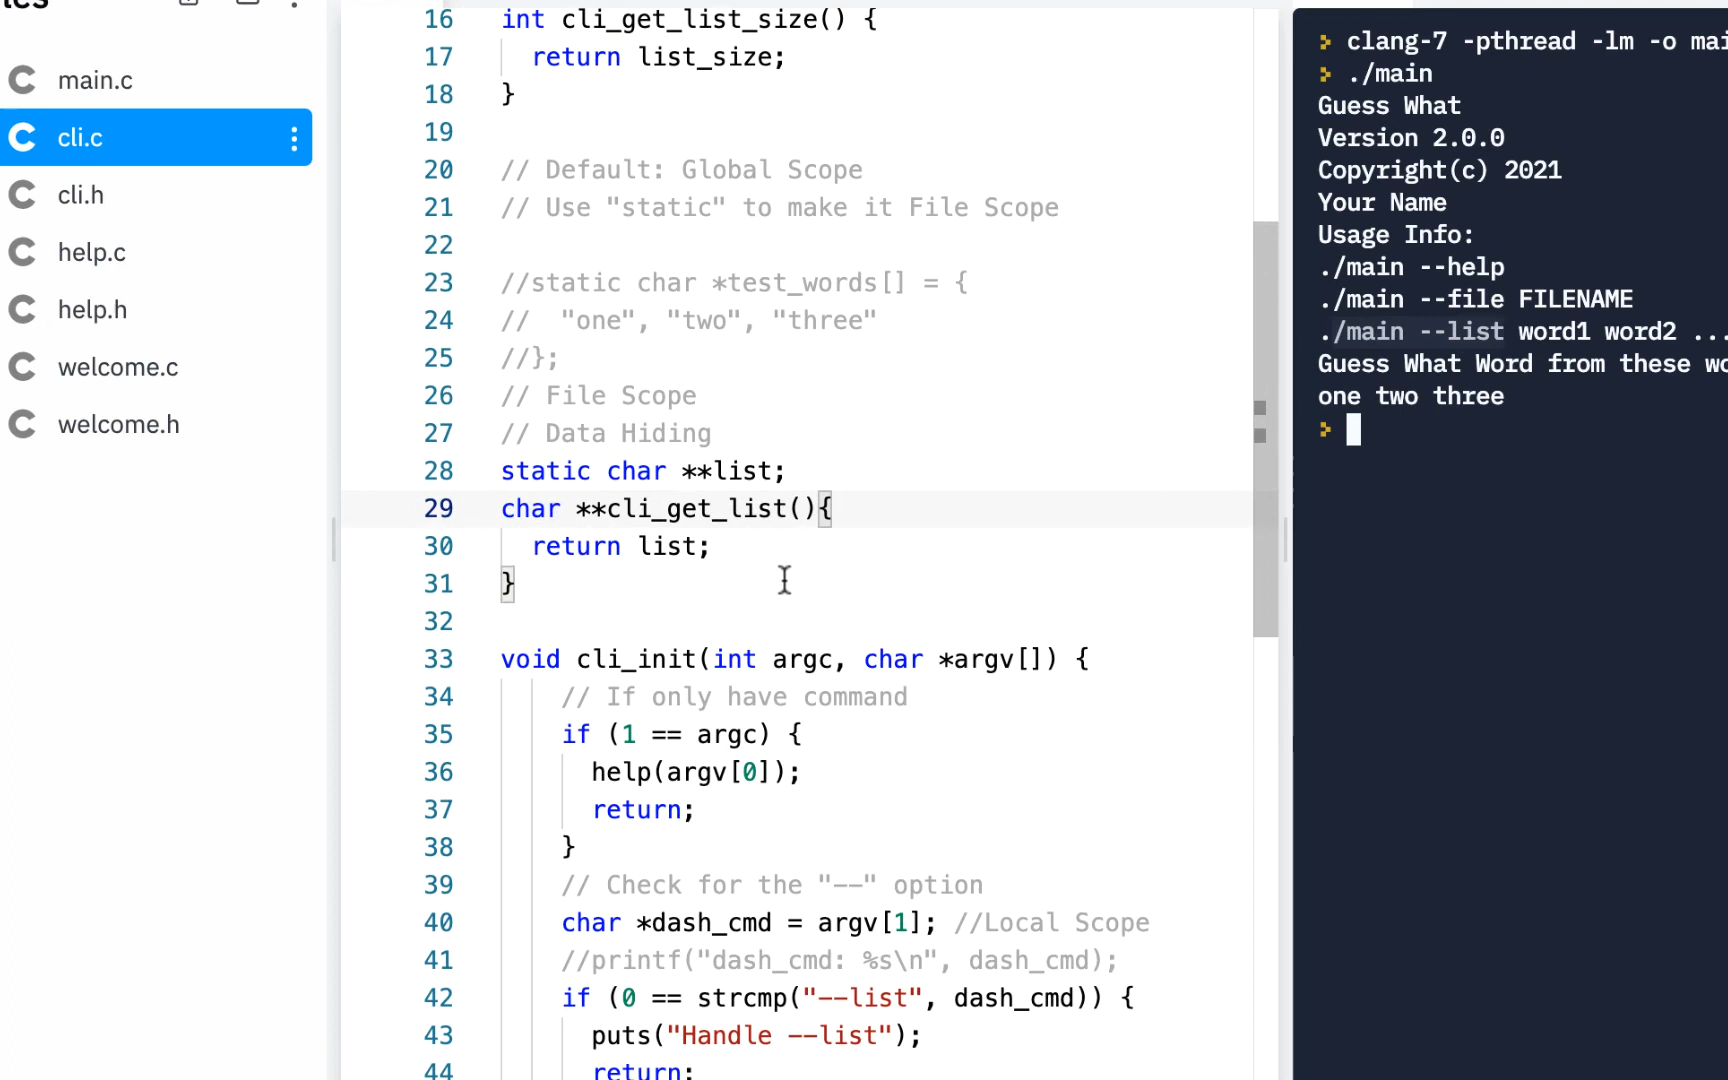 main.c
cli.c
cli.h
help.c
help.h
welcome.c
welcome.h
16 int cli_get_list_size() {
17 return list_size;
18 }
19
20 // Default: Global Scope
21 // Use "static" to make it File Scope
22
23 //static char *test_words[] = {
24 // "one", "two", "three"
25 //};
26 // File Scope
27 // Data Hiding
28 static char **list;
29 char **cli_get_list(){
30 return list;
31 }
32
33 void cli_init(int argc, char *argv[]) {
34 // If only have command
35 if (1 == argc) {
36 help(argv[0]);
37 return;
38 }
39 // Check for the "--" option
40 char *dash_cmd = argv[1]; //Local Scope
41 //printf("dash_cmd: %s\n", dash_cmd);
42 if (0 == strcmp("--list", dash_cmd)) {
43 puts("Handle --list");
44 return;
> clang-7 -pthread -lm -o mai
> ./main
Guess What
Version 2.0.0
Copyright(c) 2021
Your Name
Usage Info:
./main --help
./main --file FILENAME
./main --list word1 word2 ...
Guess What Word from these wo
one two three
>